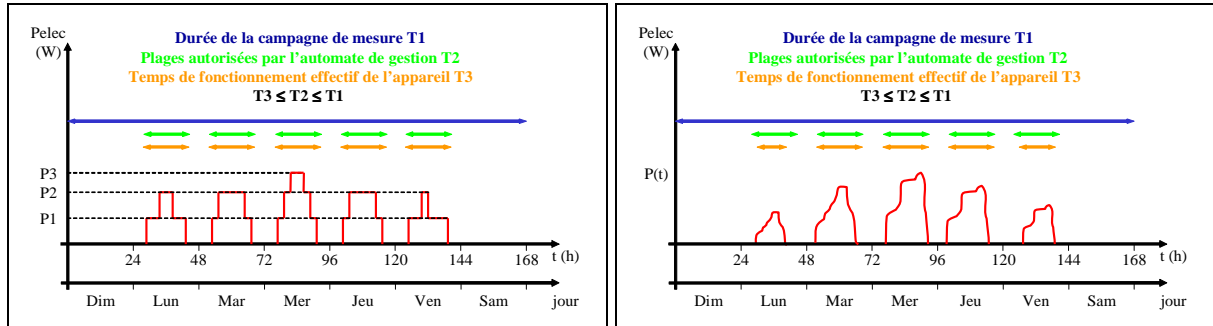 Pelec
(W)
Durée de la campagne de mesure T1
Plages autorisées par l'automate de gestion T2
Temps de fonctionnement effectif de l'appareil T3
T3 ≤ T2 ≤ T1
P3
P2
P1
24 48 72 96 120 144 168 t (h)
Dim Lun Mar Mer Jeu Ven Sam jour
Pelec
(W)
Durée de la campagne de mesure T1
Plages autorisées par l'automate de gestion T2
Temps de fonctionnement effectif de l'appareil T3
T3 ≤ T2 ≤ T1
P(t)
24 48 72 96 120 144 168 t (h)
Dim Lun Mar Mer Jeu Ven Sam jour